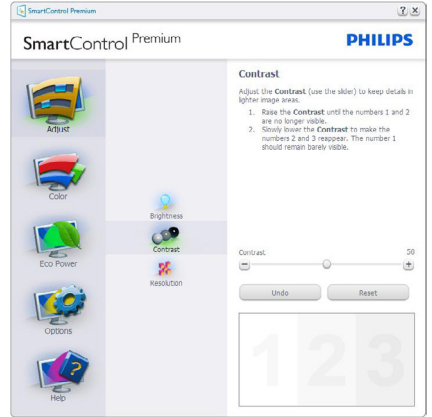 SmartControl Premium
SmartControl Premium
PHILIPS
Adjust
Color
Eco Power
Options
Help
Brightness
Contrast
Resolution
Contrast
Adjust the Contrast (use the slider) to keep details in
lighter image areas.
1. Raise the Contrast until the numbers 1 and 2
are no longer visible.
2. Slowly lower the Contrast to make the
numbers 2 and 3 reappear. The number 1
should remain barely visible.
Contrast 50
Undo Reset
1 2 3